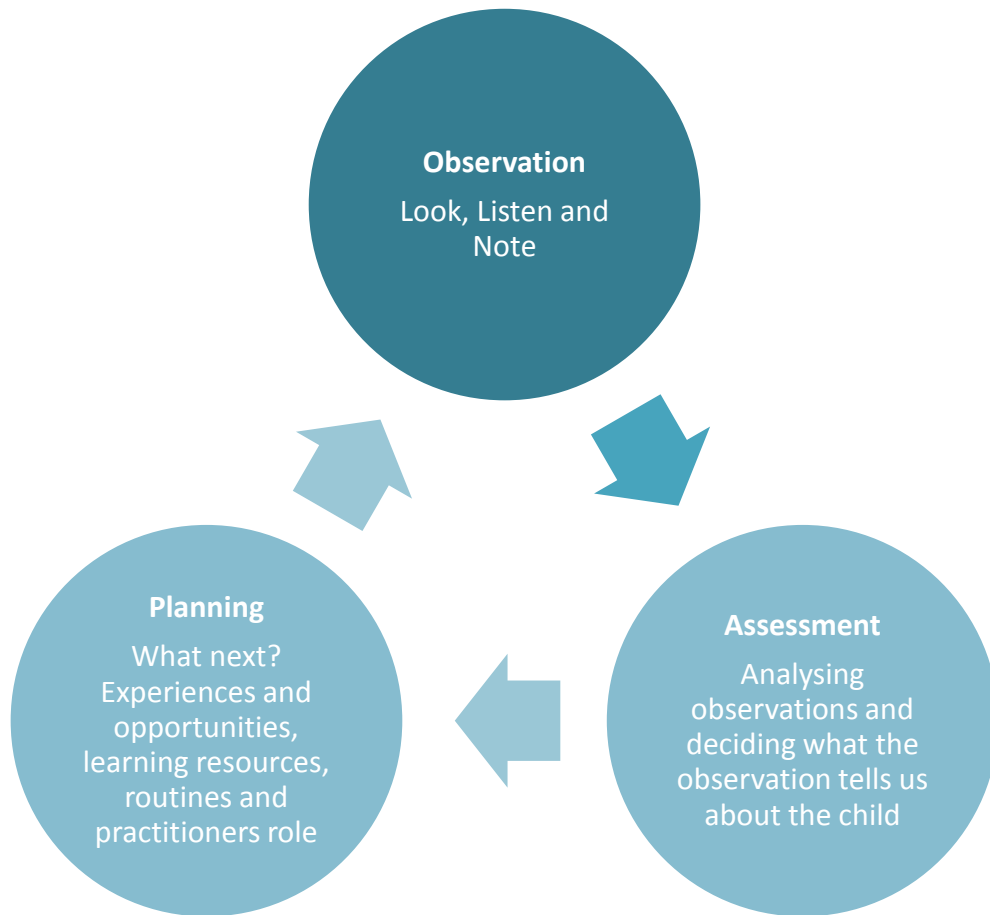 Observation
Look, Listen and
Note
Planning
What next?
Experiences and
opportunities,
learning resources,
routines and
practitioners role
Assessment
Analysing
observations and
deciding what the
observation tells us
about the child